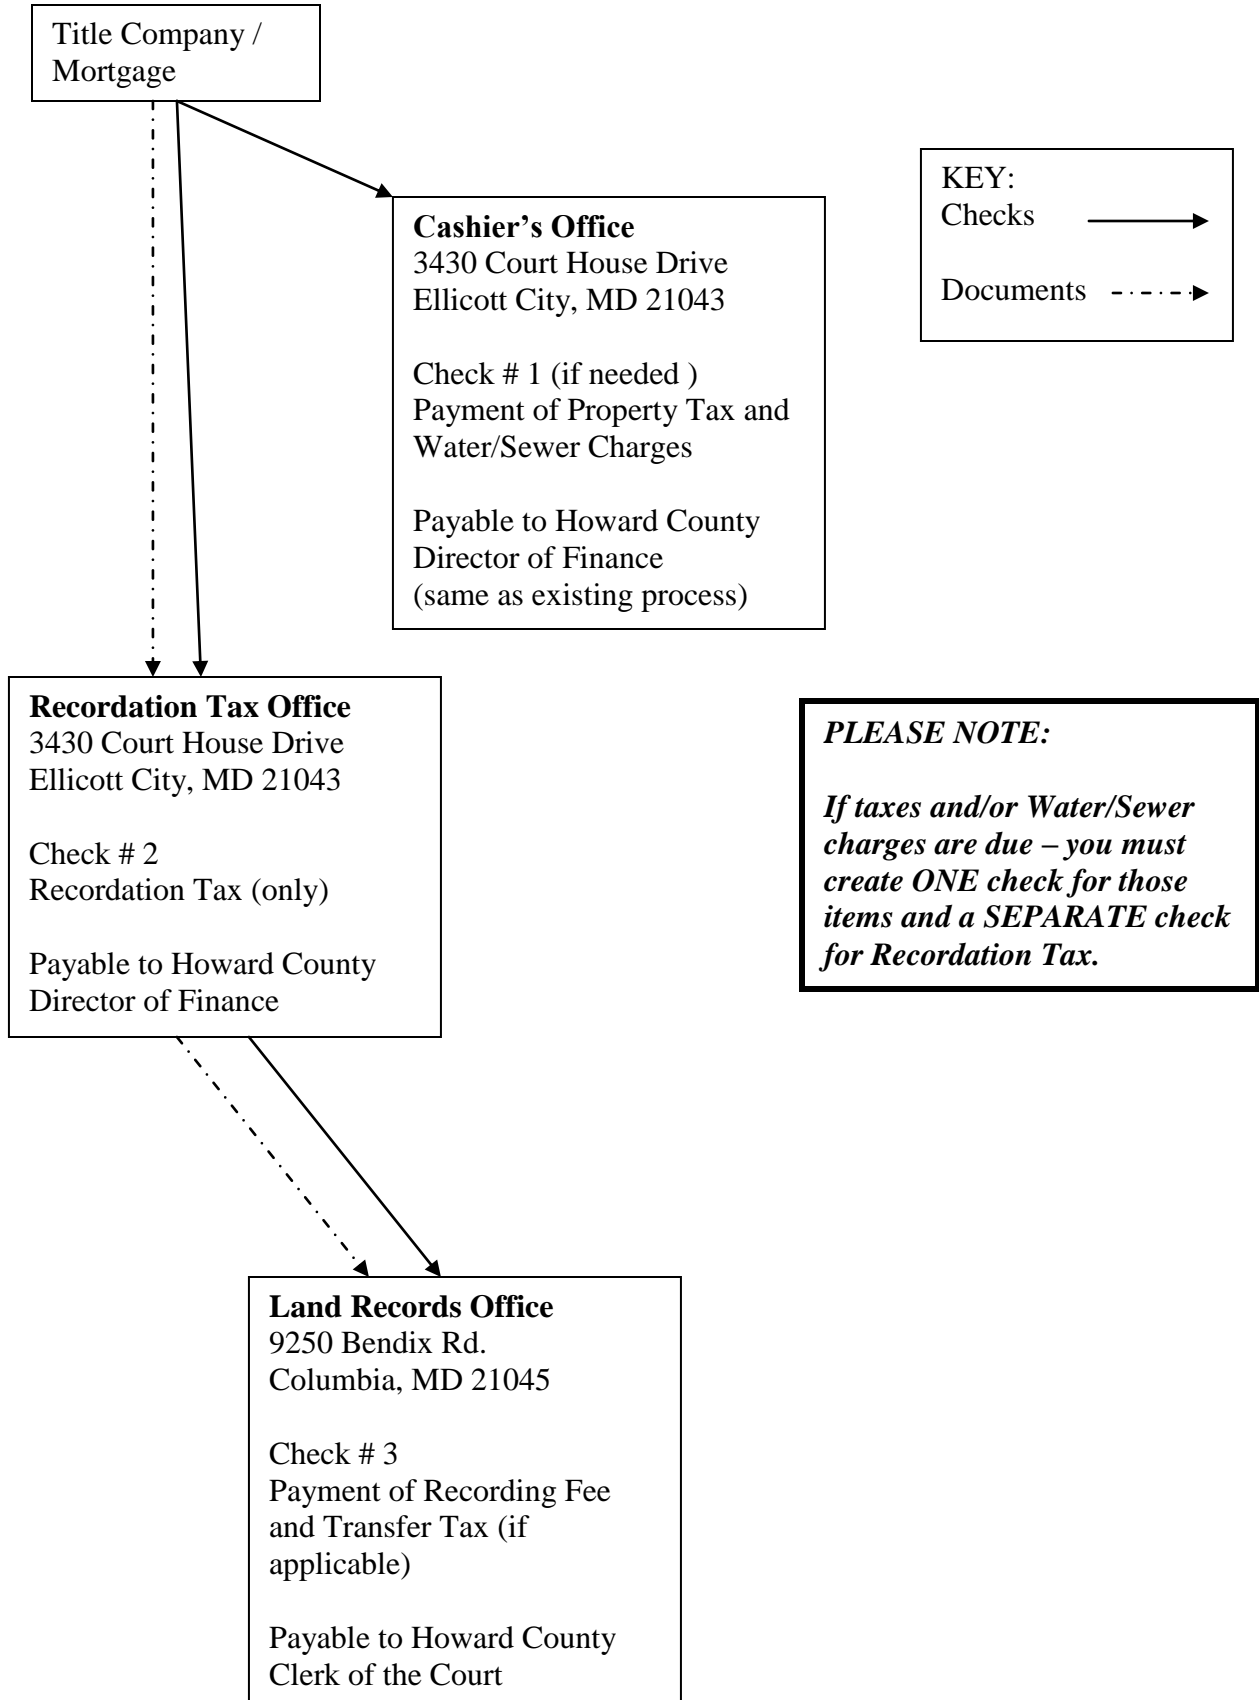 Title Company /
Mortgage
KEY:
Checks
Documents
Cashier’s Office
3430 Court House Drive
Ellicott City, MD 21043
Check # 1 (if needed )
Payment of Property Tax and
Water/Sewer Charges
Payable to Howard County
Director of Finance
(same as existing process)
Recordation Tax Office
3430 Court House Drive
Ellicott City, MD 21043
Check # 2
Recordation Tax (only)
Payable to Howard County
Director of Finance
PLEASE NOTE:
If taxes and/or Water/Sewer
charges are due – you must
create ONE check for those
items and a SEPARATE check
for Recordation Tax.
Land Records Office
9250 Bendix Rd.
Columbia, MD 21045
Check # 3
Payment of Recording Fee
and Transfer Tax (if
applicable)
Payable to Howard County
Clerk of the Court